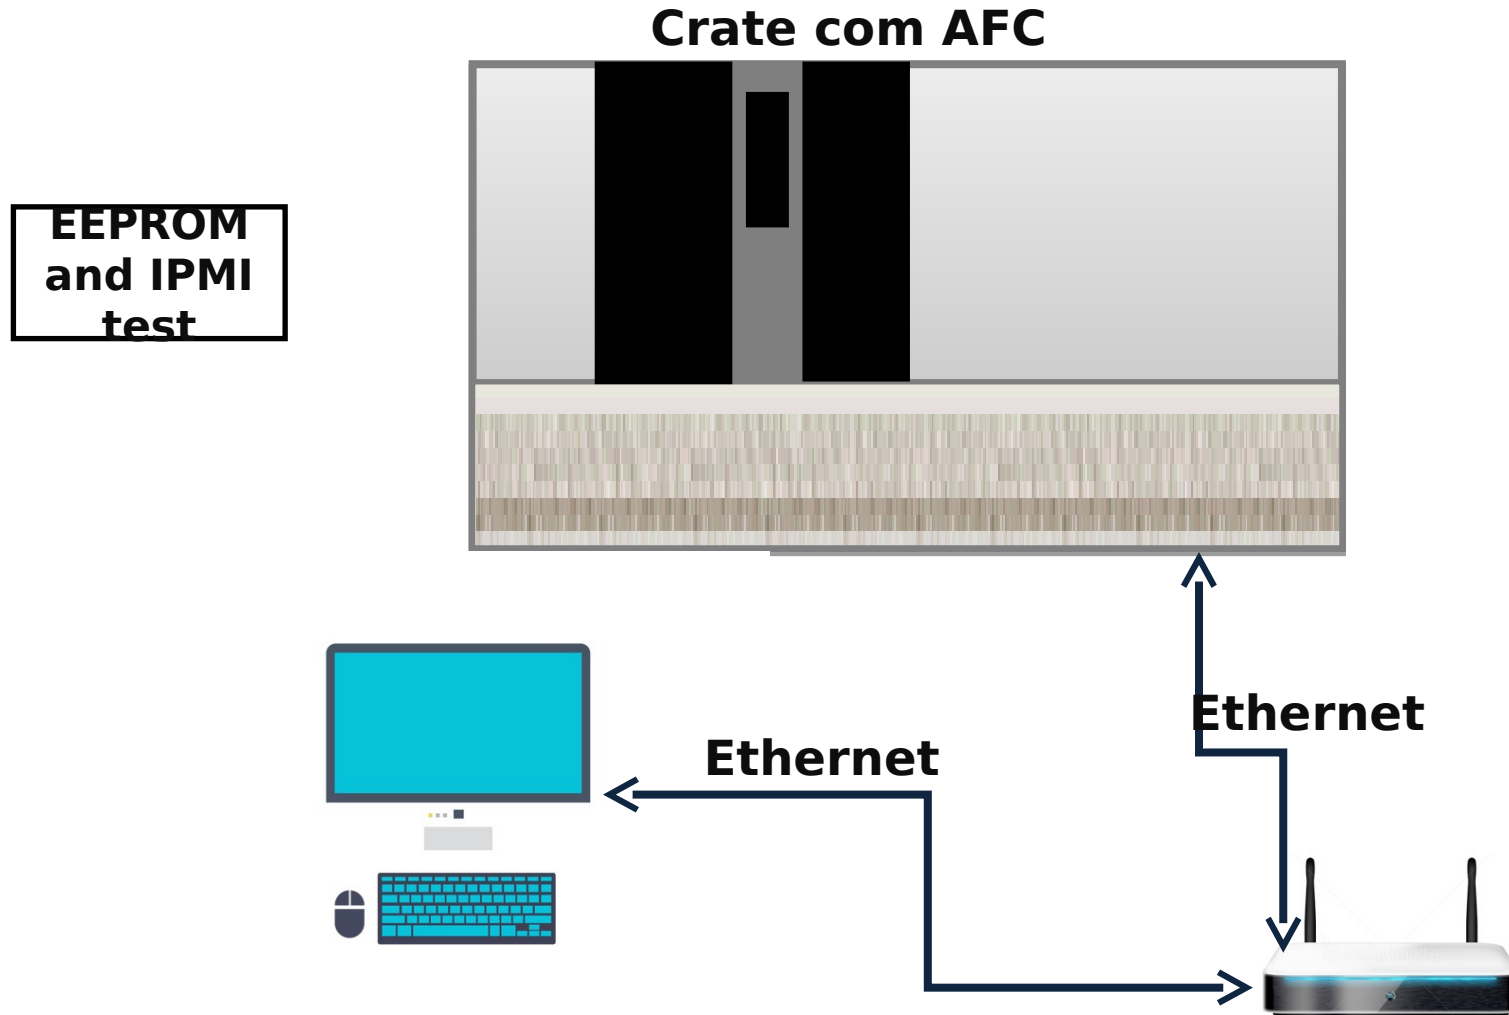 Crate com AFC
EEPROM
and IPMI
test
Ethernet
Ethernet